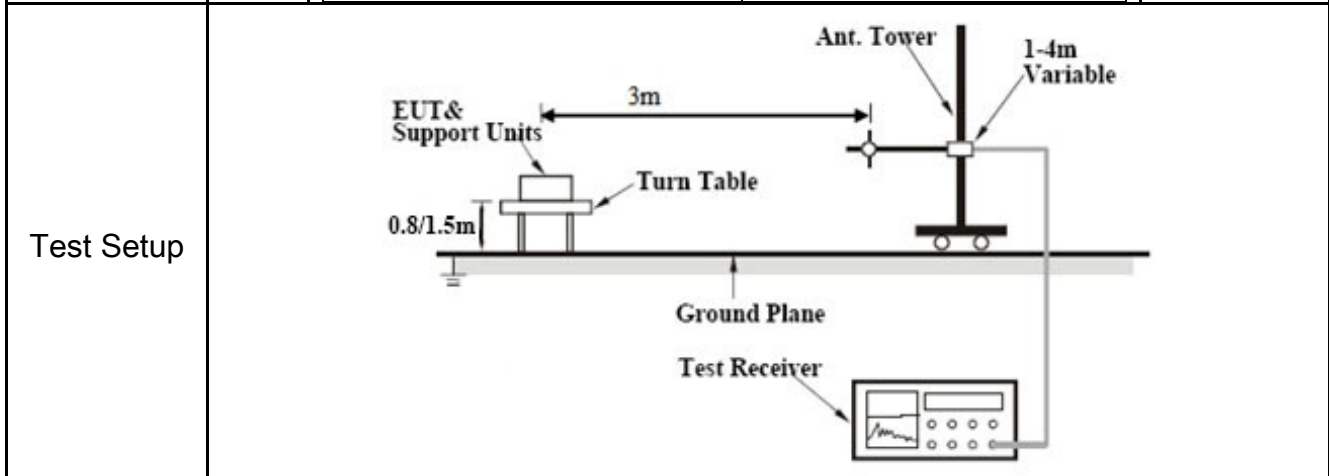 Test Setup
Ant. Tower
1-4m
Variable
3m
EUT&
Support Units
Turn Table
0.8/1.5m
Ground Plane
Test Receiver